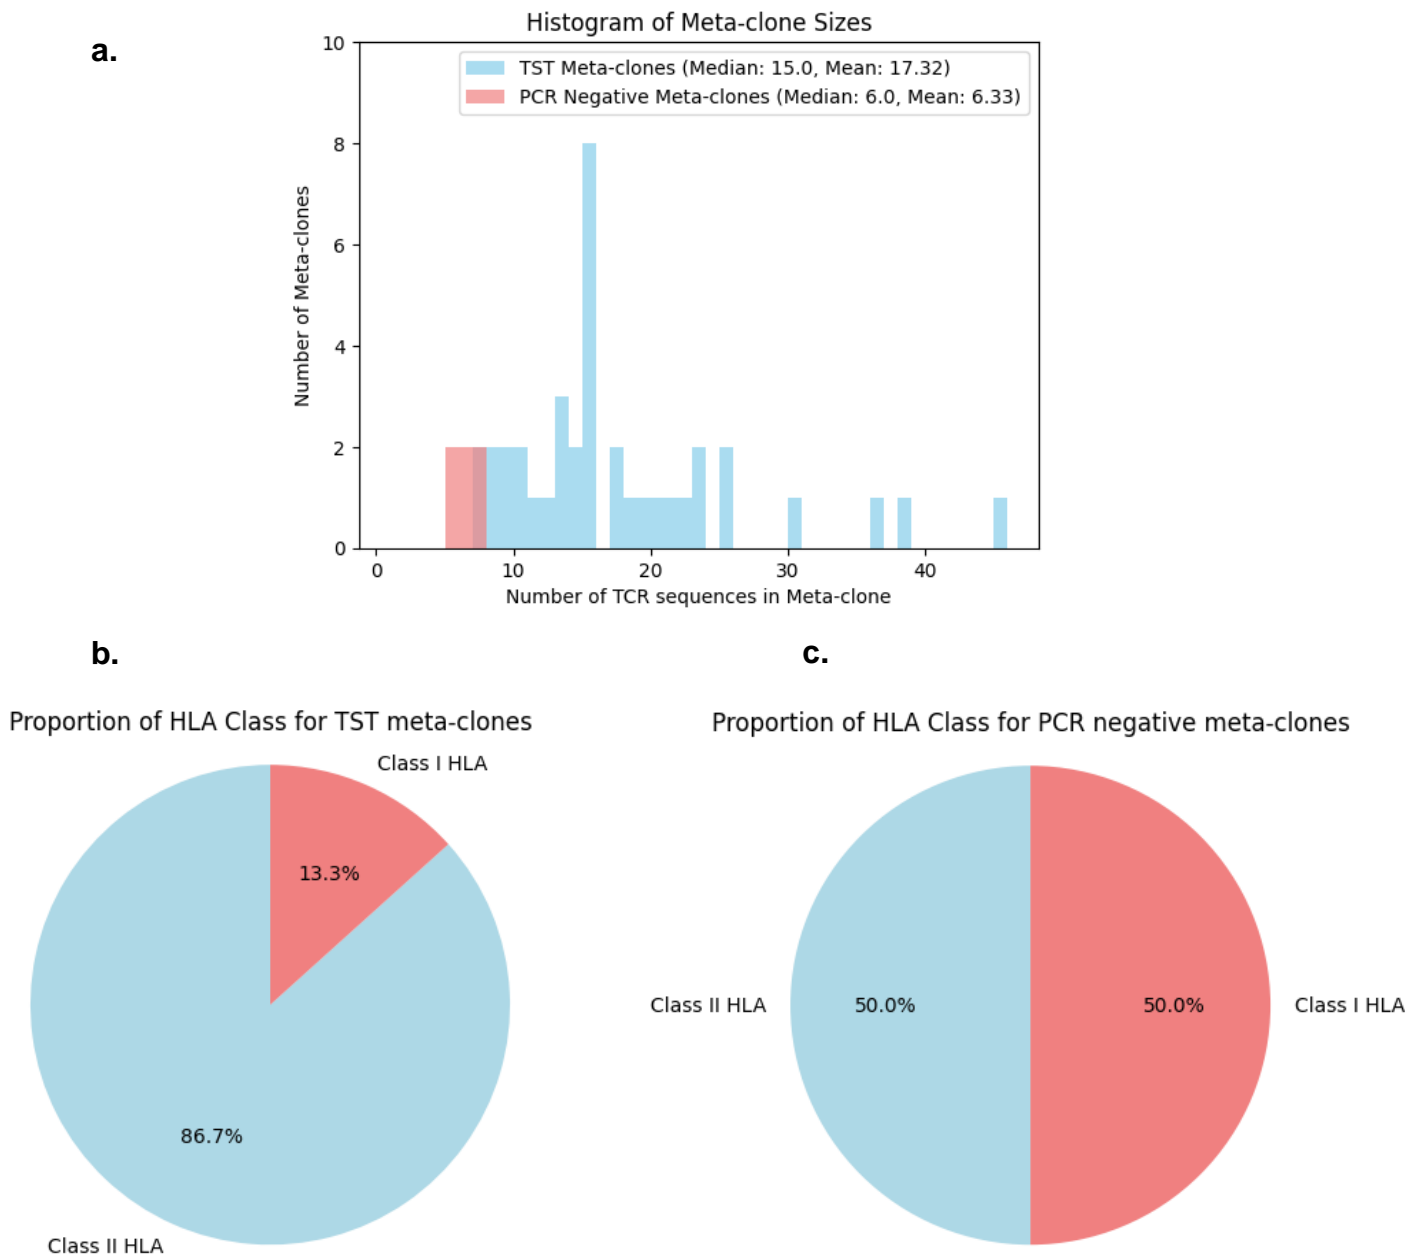 a.
Histogram of Meta-clone Sizes
TST Meta-clones (Median: 15.0, Mean: 17.32)
PCR Negative Meta-clones (Median: 6.0, Mean: 6.33)
Number of Meta-clones
10
8
6
4
2
0
0 10 20 30 40
Number of TCR sequences in Meta-clone
b.
Proportion of HLA Class for TST meta-clones
Class I HLA
13.3%
86.7%
Class II HLA
c.
Proportion of HLA Class for PCR negative meta-clones
Class II HLA
50.0%
50.0%
Class I HLA